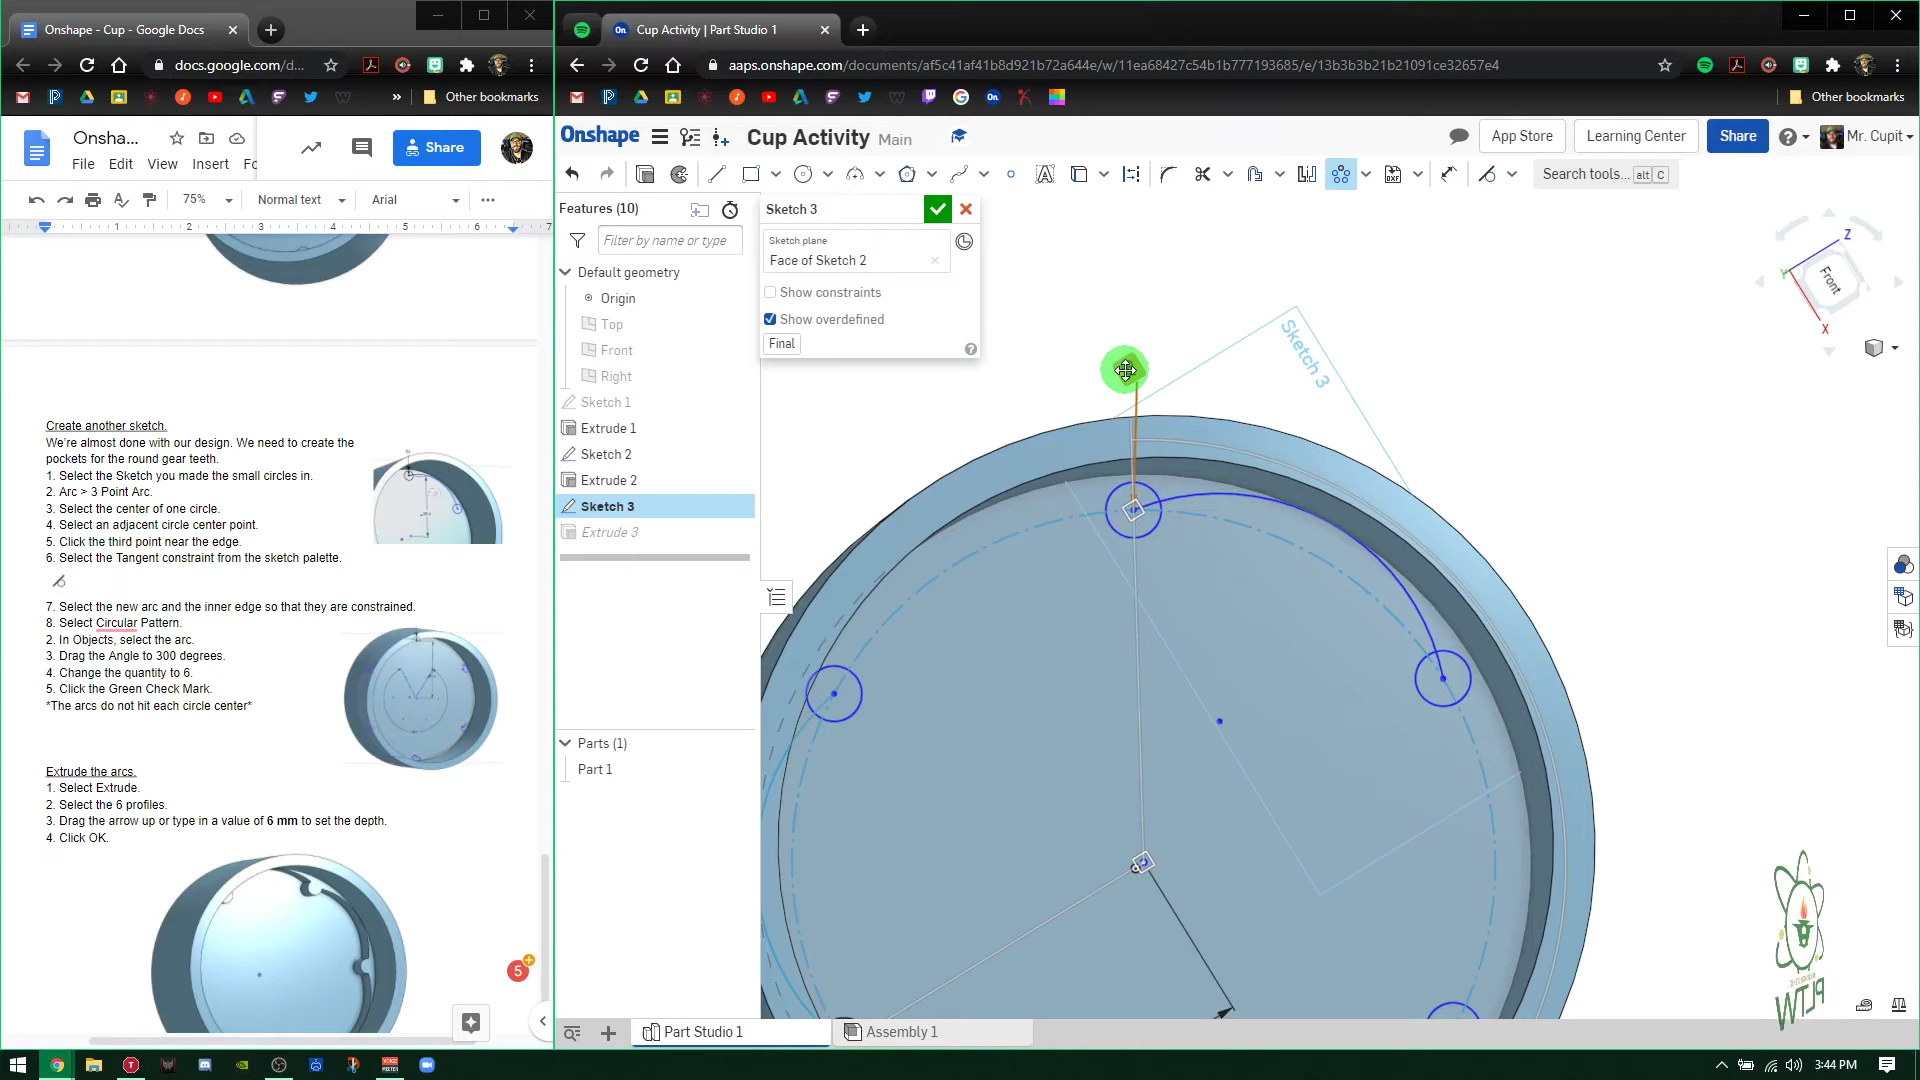 Onshape - Cup - Google Docs
docs.google.com/d...
Other bookmarks
Onsha...
File Edit View Insert Fo
Share
75% Normal text Arial
1 2 3 4 5 6 7
Create another sketch.
We're almost done with our design. We need to create the
pockets for the round gear teeth.
1. Select the Sketch you made the small circles in.
2. Arc > 3 Point Arc.
3. Select the center of one circle.
4. Select an adjacent circle center point.
5. Click the third point near the edge.
6. Select the Tangent constraint from the sketch palette.
7. Select the new arc and the inner edge so that they are constrained.
8. Select Circular Pattern.
2. In Objects, select the arc.
3. Drag the Angle to 300 degrees.
4. Change the quantity to 6.
5. Click the Green Check Mark.
*The arcs do not hit each circle center*
Extrude the arcs.
1. Select Extrude.
2. Select the 6 profiles.
3. Drag the arrow up or type in a value of 6 mm to set the depth.
4. Click OK.
5
Cup Activity | Part Studio 1
aaps.onshape.com/documents/af5c41af41b8d921b72a644e/w/11ea68427c54b1b777193685/e/13b3b3b21b21091ce32657e4
Other bookmarks
Onshape
Cup Activity Main
App Store
Learning Center
Share
Mr. Cupit
Search tools... alt C
Features (10)
Filter by name or type
Default geometry
Origin
Top
Front
Right
Sketch 1
Extrude 1
Sketch 2
Extrude 2
Sketch 3
Extrude 3
Parts (1)
Part 1
Sketch 3
Sketch plane
Face of Sketch 2
Show constraints
Show overdefined
Final
Sketch 3
Z
Y
Front
X
Part Studio 1
Assembly 1
3:44 PM